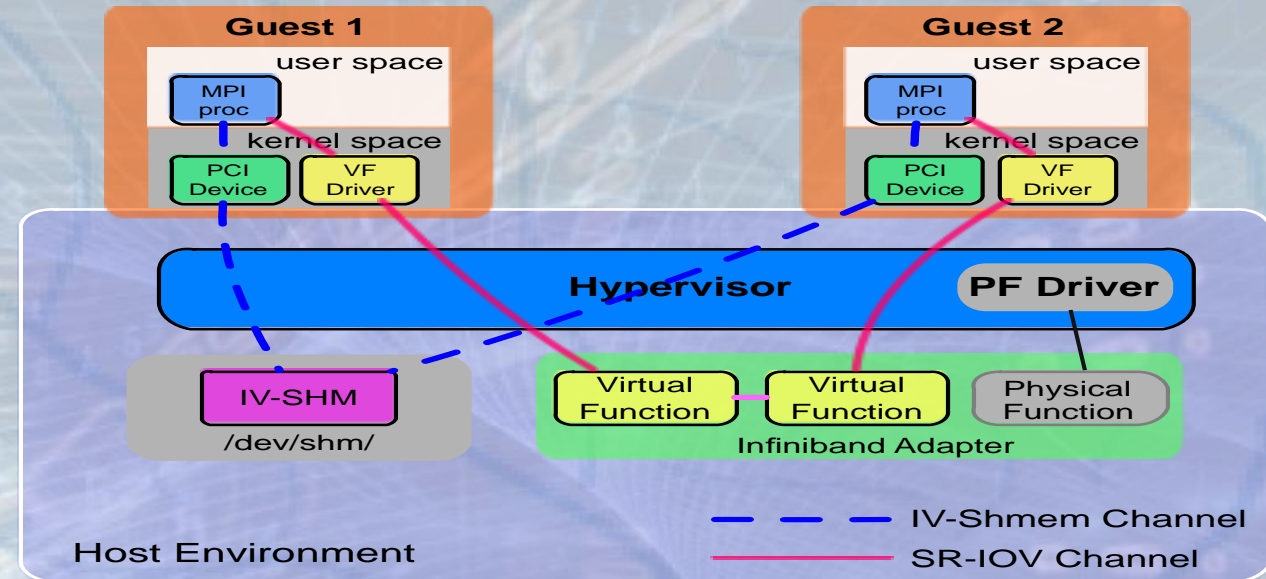 Guest 1
user space
MPI
proc
kernel space
PCI
Device
VF
Driver
Guest 2
user space
MPI
proc
kernel space
PCI
Device
VF
Driver
Hypervisor
PF Driver
IV-SHM
/dev/shm/
Virtual
Function
Virtual
Function
Physical
Function
Infiniband Adapter
IV-Shmem Channel
SR-IOV Channel
Host Environment